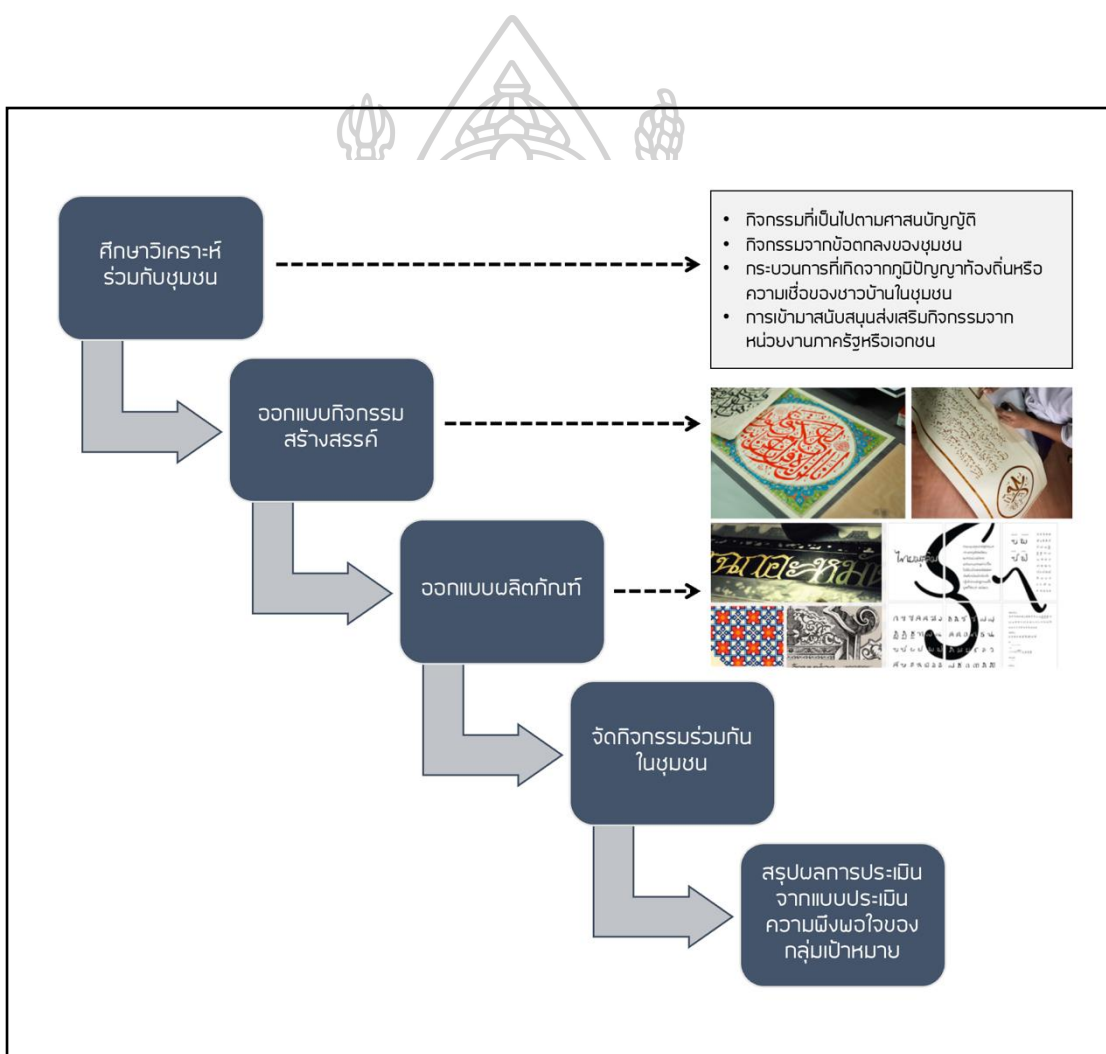 ศึกษาวิเคราะห์
ร่วมกับชุมชน
• กิจกรรมที่เป็นไปตามศาสนบัญญัติ
• กิจกรรมจากข้อตกลงของชุมชน
• กระบวนการที่เกิดจากภูมิปัญญาท้องถิ่นหรือ
ความเชื่อของชาวบ้านในชุมชน
• การเข้ามาสนับสนุนส่งเสริมกิจกรรมจาก
หน่วยงานภาครัฐหรือเอกชน
ออกแบบกิจกรรม
สร้างสรรค์
ออกแบบผลิตภัณฑ์
ไทยมุสลิม
จัดกิจกรรมร่วมกัน
ในชุมชน
สรุปผลการประเมิน
จากแบบประเมิน
ความพึงพอใจของ
กลุ่มเป้าหมาย